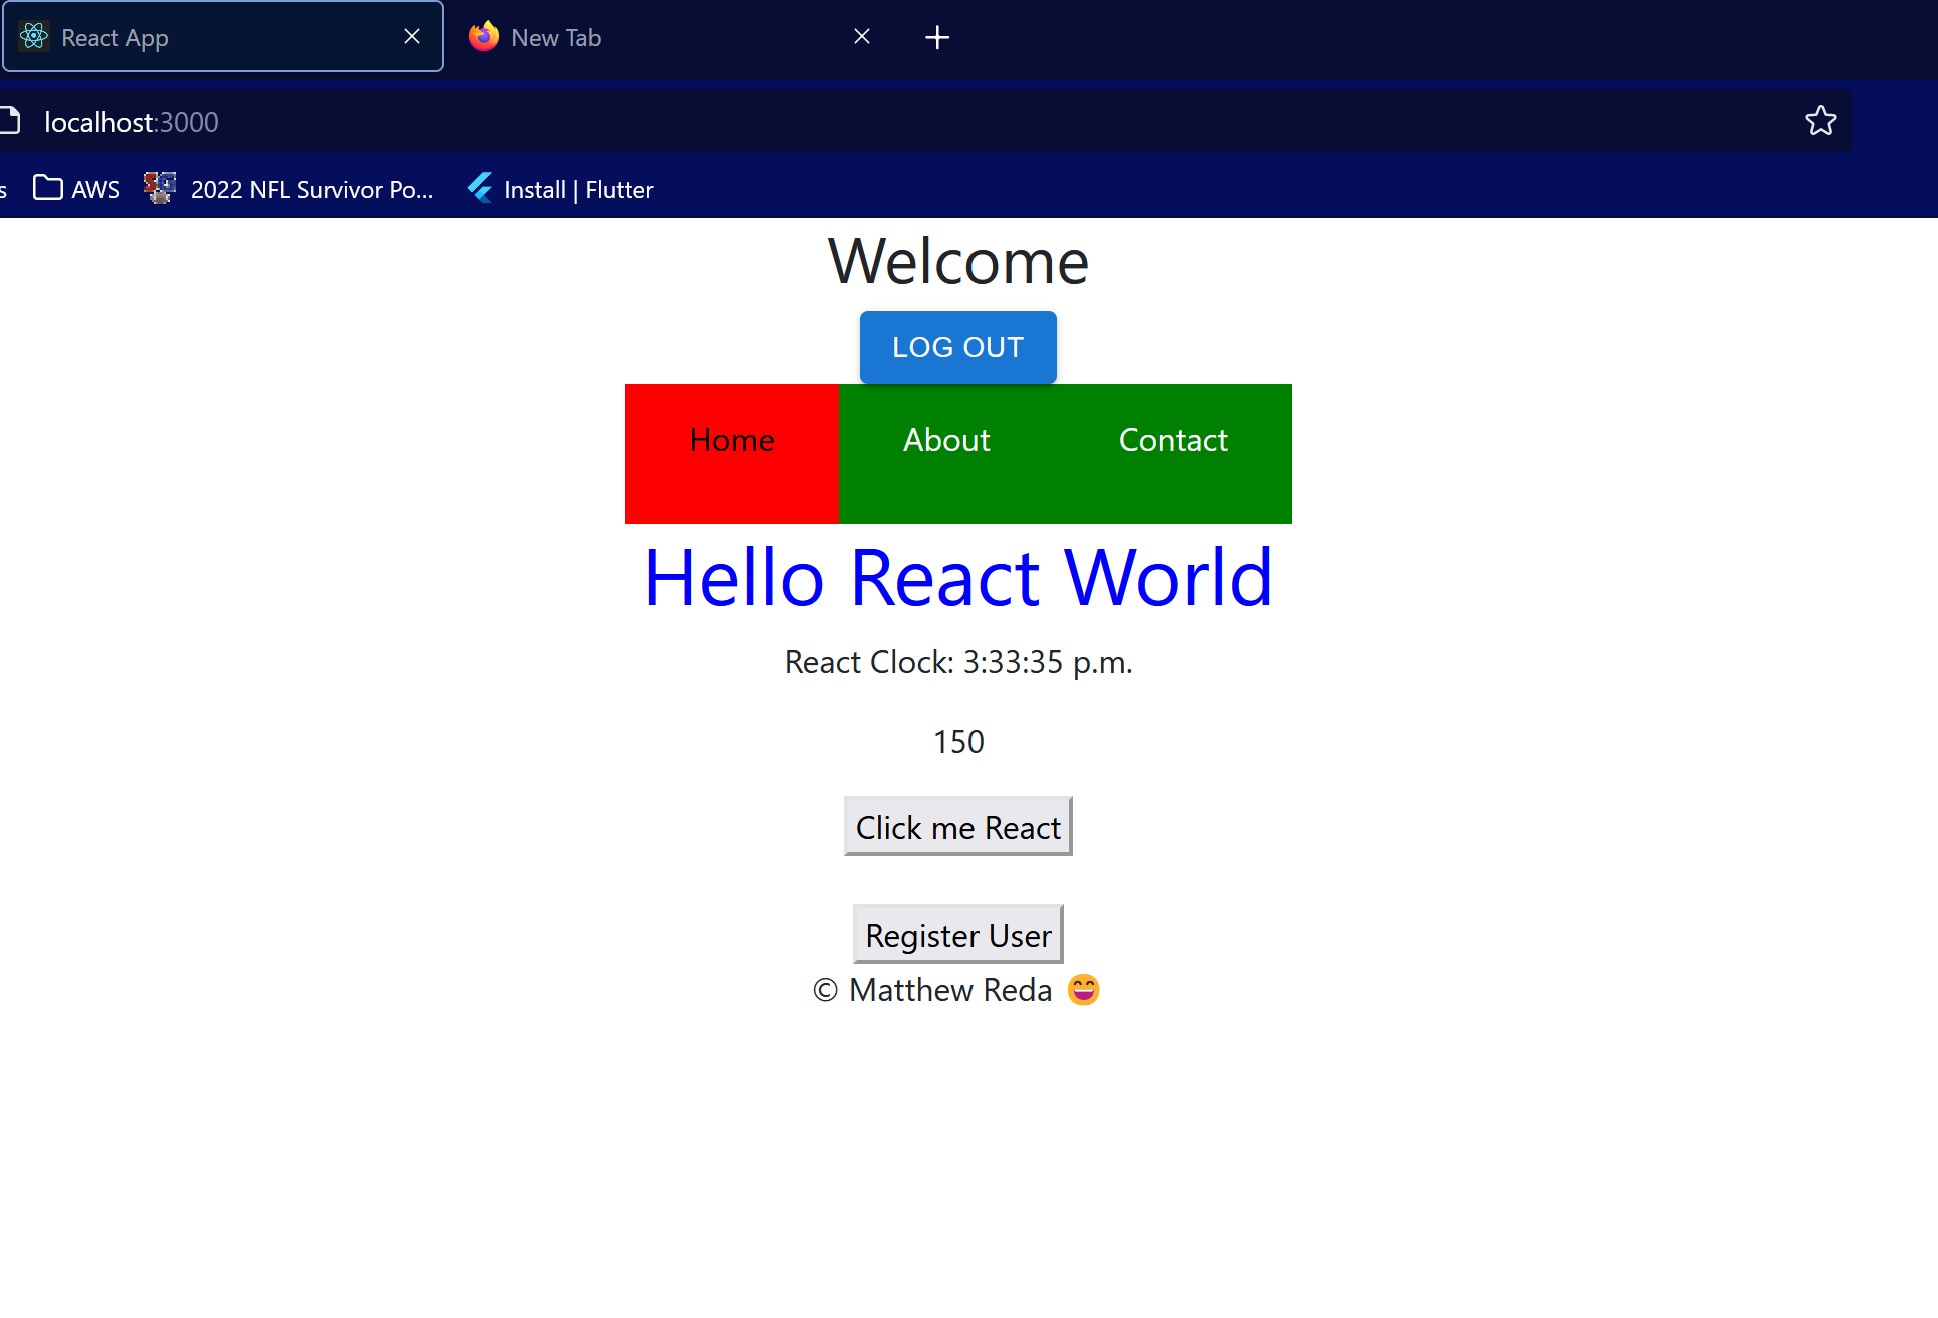 React App New Tab
localhost:3000
s AWS 2022 NFL Survivor Po... Install | Flutter
Welcome
LOG OUT
Home About Contact
Hello React World
React Clock: 3:33:35 p.m.
150
Click me React
Register User
© Matthew Reda 😄